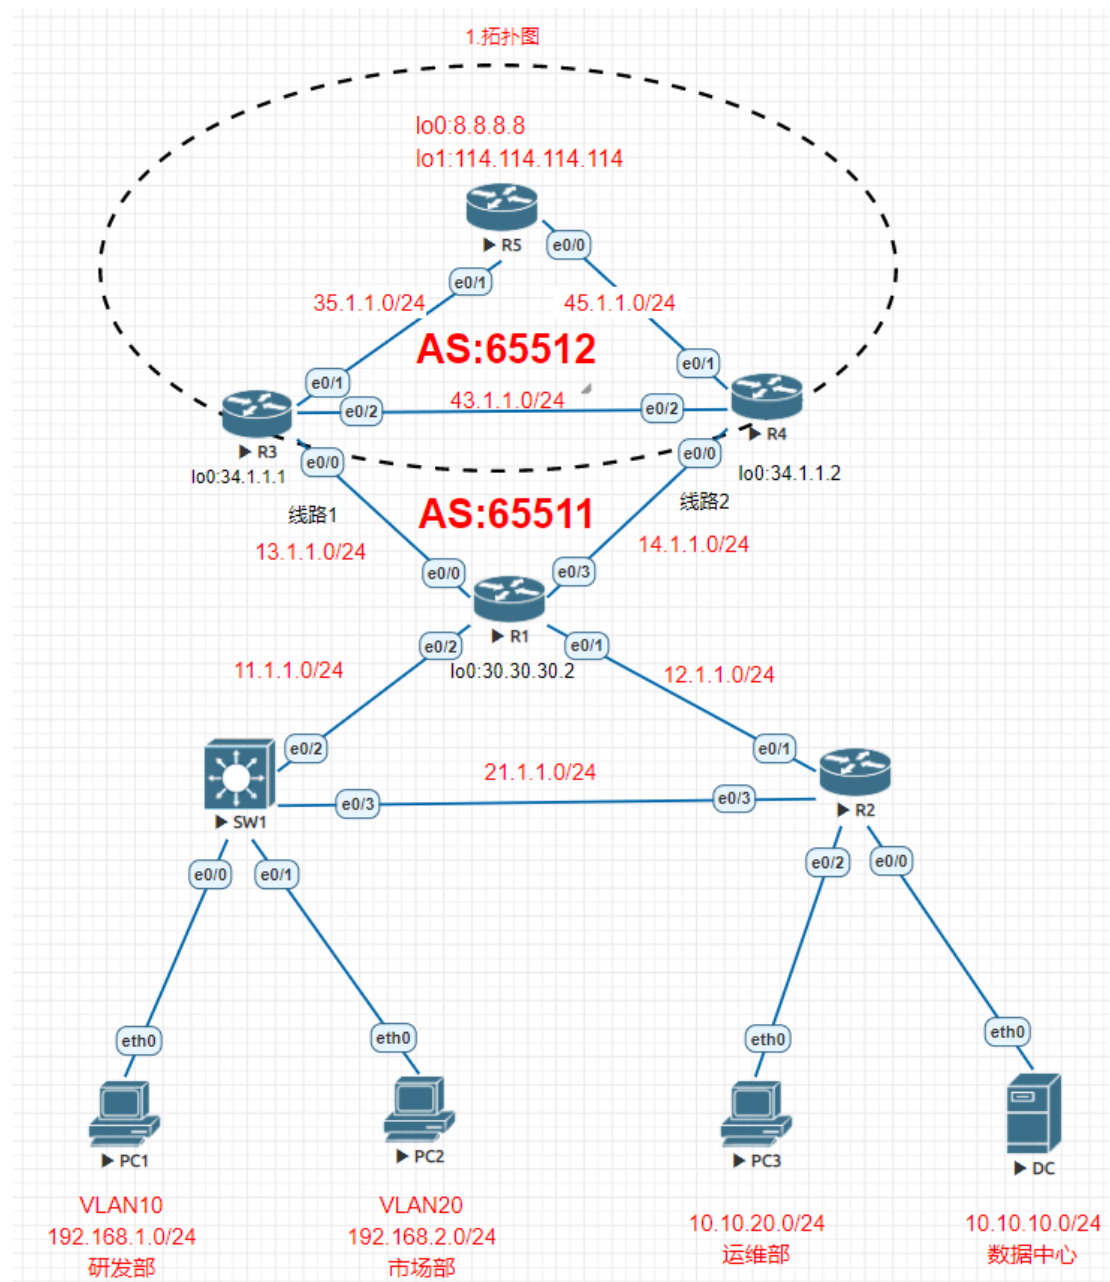 1.拓扑图
lo0:8.8.8.8
lo1:114.114.114.114
R5
e0/0
e0/1
35.1.1.0/24
45.1.1.0/24
AS:65512
e0/1
e0/1
43.1.1.0/24
e0/2
e0/2
R3
R4
e0/0
e0/0
lo0:34.1.1.1
lo0:34.1.1.2
线路1
AS:65511
线路2
13.1.1.0/24
14.1.1.0/24
e0/0
e0/3
R1
e0/2
e0/1
11.1.1.0/24
lo0:30.30.30.2
12.1.1.0/24
e0/2
e0/1
21.1.1.0/24
e0/3
e0/3
SW1
R2
e0/0
e0/1
e0/2
e0/0
eth0
eth0
eth0
eth0
PC1
PC2
PC3
DC
VLAN10
192.168.1.0/24
研发部
VLAN20
192.168.2.0/24
市场部
10.10.20.0/24
运维部
10.10.10.0/24
数据中心